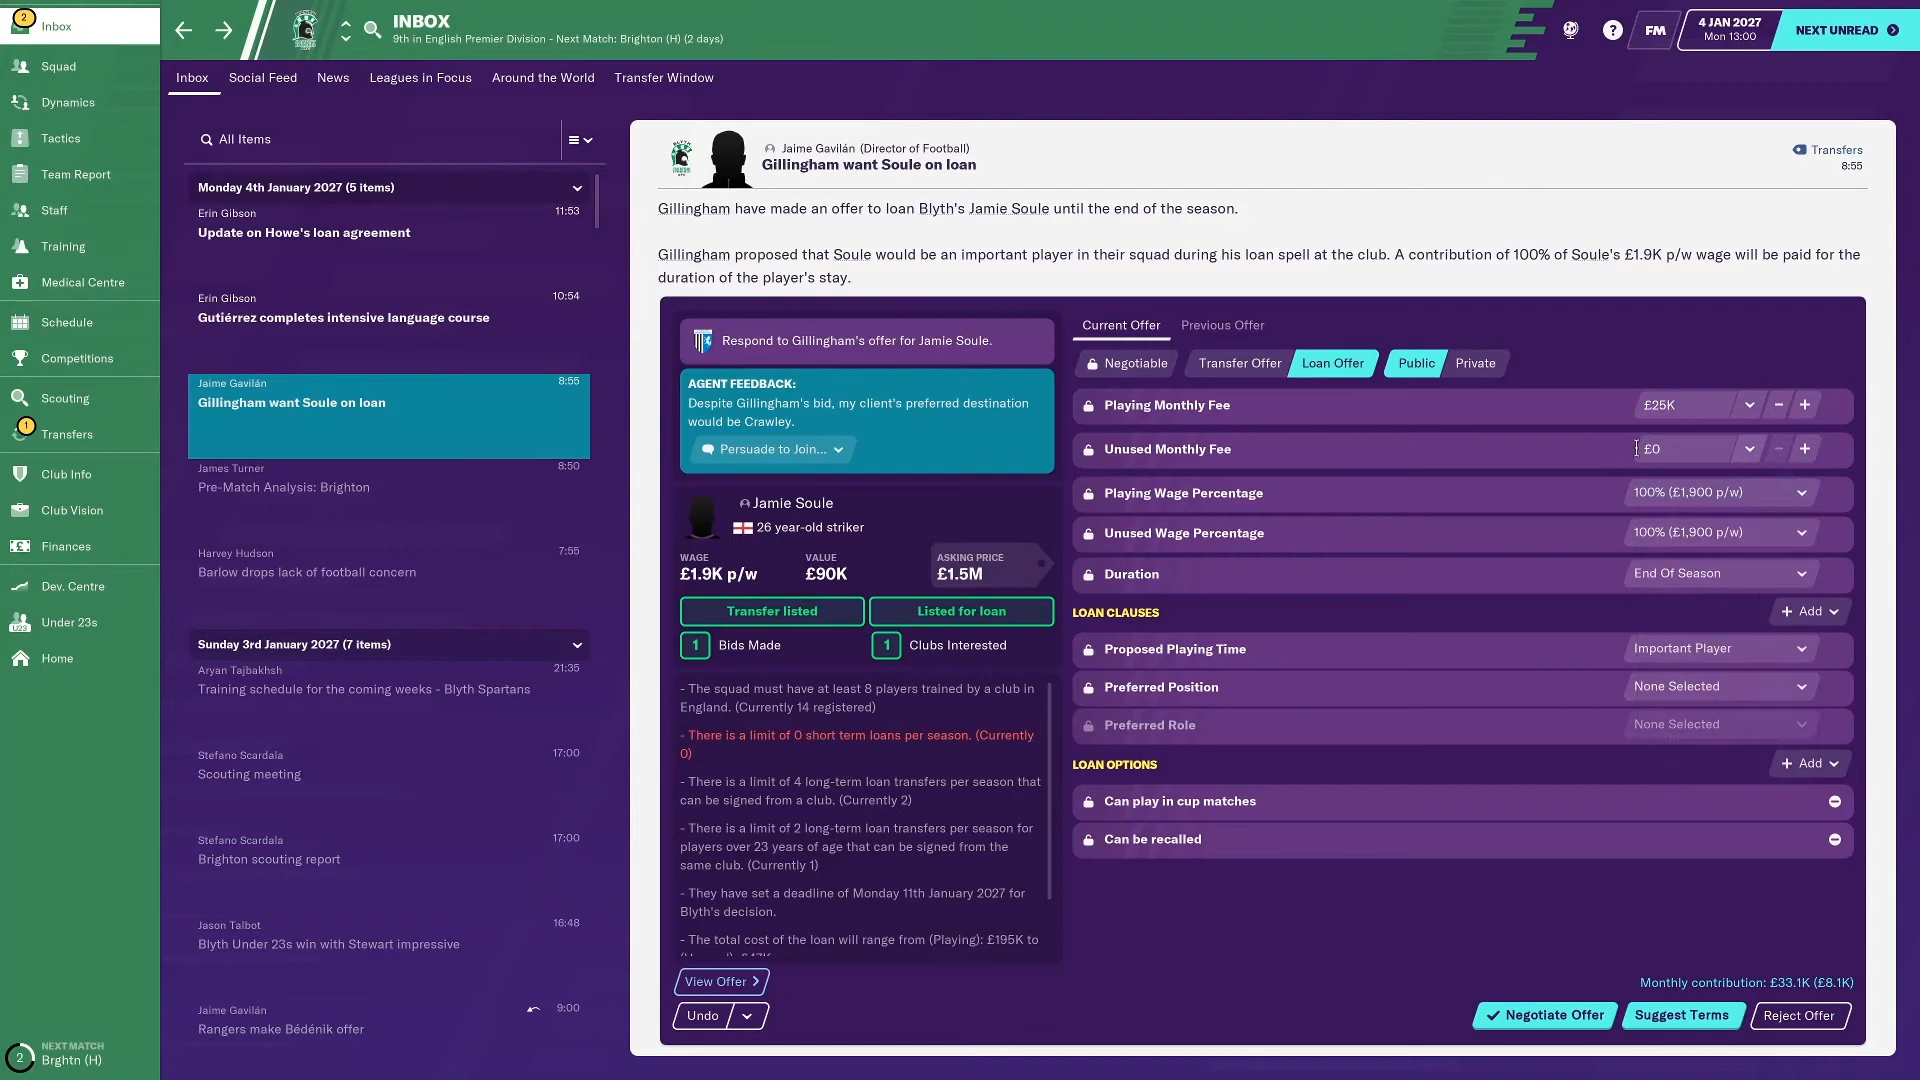 2
Inbox
Squad
Dynamics
Tactics
Team Report
Staff
Training
Medical Centre
Schedule
Competitions
Scouting
1
Transfers
Club Info
Club Vision
Finances
Dev. Centre
U23
Under 23s
Home
2
NEXT MATCH
Brghtn (H)
INBOX
9th in English Premier Division - Next Match: Brighton (H) (2 days)
?
FM
4 JAN 2027
Mon 13:00
NEXT UNREAD
Inbox
Social Feed
News
Leagues in Focus
Around the World
Transfer Window
All Items
Monday 4th January 2027 (5 items)
Erin Gibson
11:53
Update on Howe's loan agreement
Erin Gibson
10:54
Gutiérrez completes intensive language course
Jaime Gavilán
8:55
Gillingham want Soule on loan
James Turner
8:50
Pre-Match Analysis: Brighton
Harvey Hudson
7:55
Barlow drops lack of football concern
Sunday 3rd January 2027 (7 items)
Aryan Tajbakhsh
21:35
Training schedule for the coming weeks - Blyth Spartans
Stefano Scardala
17:00
Scouting meeting
Stefano Scardala
17:00
Brighton scouting report
Jason Talbot
16:48
Blyth Under 23s win with Stewart impressive
Jaime Gavilán
9:00
Rangers make Bédénik offer
Jaime Gavilán (Director of Football)
Gillingham want Soule on loan
Transfers
8:55
Gillingham have made an offer to loan Blyth's Jamie Soule until the end of the season.
Gillingham proposed that Soule would be an important player in their squad during his loan spell at the club. A contribution of 100% of Soule's £1.9K p/w wage will be paid for the
duration of the player's stay.
Respond to Gillingham's offer for Jamie Soule.
AGENT FEEDBACK:
Despite Gillingham's bid, my client's preferred destination
would be Crawley.
Persuade to Join...
Jamie Soule
26 year-old striker
WAGE
£1.9K p/w
VALUE
£90K
ASKING PRICE
£1.5M
Transfer listed
Listed for loan
1 Bids Made
1 Clubs Interested
- The squad must have at least 8 players trained by a club in
England. (Currently 14 registered)
- There is a limit of 0 short term loans per season. (Currently
0)
- There is a limit of 4 long-term loan transfers per season that
can be signed from a club. (Currently 2)
- There is a limit of 2 long-term loan transfers per season for
players over 23 years of age that can be signed from the
same club. (Currently 1)
- They have set a deadline of Monday 11th January 2027 for
Blyth's decision.
- The total cost of the loan will range from (Playing): £195K to
View Offer
Undo
Current Offer
Previous Offer
Negotiable
Transfer Offer
Loan Offer
Public
Private
Playing Monthly Fee
£25K
Unused Monthly Fee
£0
Playing Wage Percentage
100% (£1,900 p/w)
Unused Wage Percentage
100% (£1,900 p/w)
Duration
End Of Season
LOAN CLAUSES
+ Add
Proposed Playing Time
Important Player
Preferred Position
None Selected
Preferred Role
None Selected
LOAN OPTIONS
+ Add
Can play in cup matches
Can be recalled
Monthly contribution: £33.1K (£8.1K)
Negotiate Offer
Suggest Terms
Reject Offer